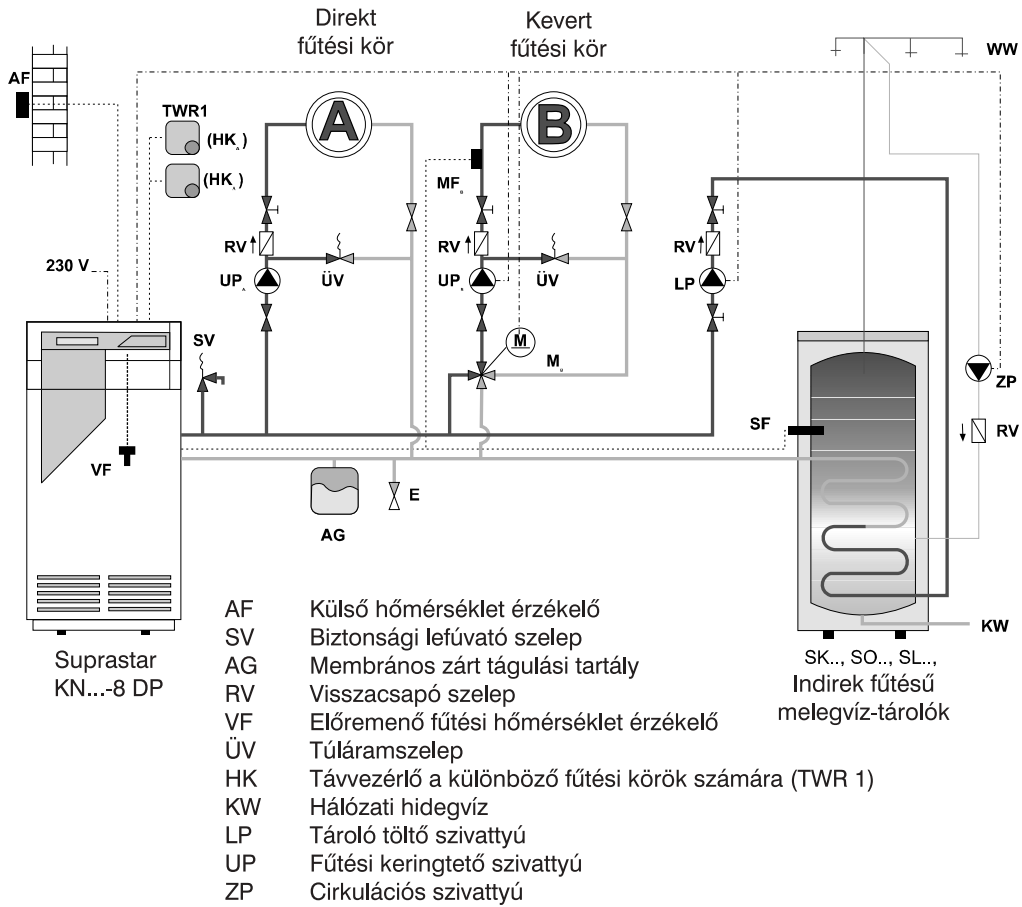 Direkt
fűtési kör
Kevert
fűtési kör
WW
AF
TWR1
(HK )
(HK )
MF
RV
RV
RV
230 V
UP
ÜV
UP
ÜV
LP
SV
M
M
ZP
SF
RV
VF
E
AG
KW
Suprastar
KN...-8 DP
SK.., SO.., SL..,
Indirek fűtésű
melegvíz-tárolók
AF Külső hőmérséklet érzékelő
SV Biztonsági lefúvató szelep
AG Membrános zárt tágulási tartály
RV Visszacsapó szelep
VF Előremenő fűtési hőmérséklet érzékelő
ÜV Túláramszelep
HK Távvezérlő a különböző fűtési körök számára (TWR 1)
KW Hálózati hidegvíz
LP Tároló töltő szivattyú
UP Fűtési keringtető szivattyú
ZP Cirkulációs szivattyú
A
B